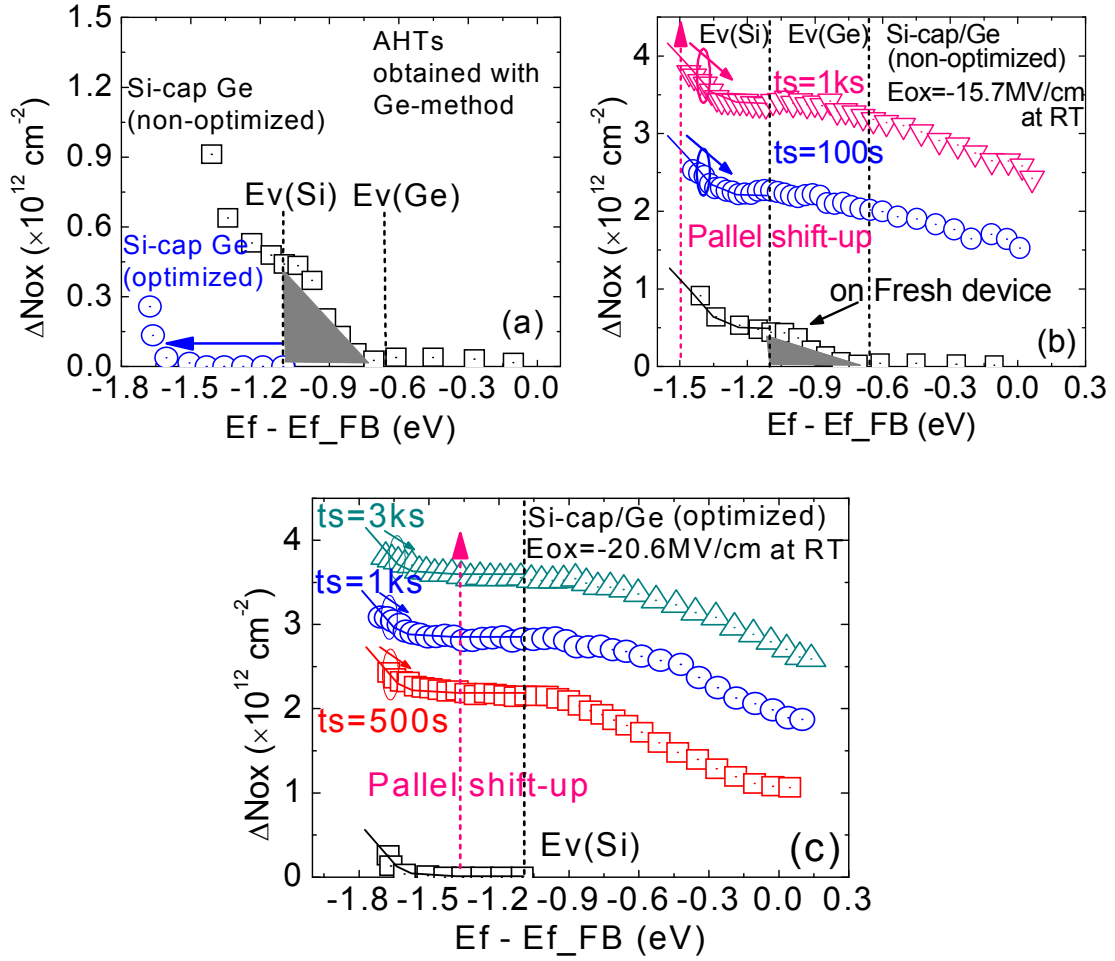 1.5
1.2
0.9
0.6
0.3
0.0
ΔNox (×10¹² cm⁻²)
AHTs
obtained with
Ge-method
Si-cap Ge
(non-optimized)
Ev(Si)
Ev(Ge)
Si-cap Ge
(optimized)
(a)
-1.8 -1.5 -1.2 -0.9 -0.6 -0.3 0.0
Ef - Ef_FB (eV)
4
3
2
1
0
ΔNox (×10¹² cm⁻²)
Ev(Si) Ev(Ge) Si-cap/Ge
(non-optimized)
Eox=-15.7MV/cm
at RT
ts=1ks
ts=100s
Pallel shift-up
on Fresh device
(b)
-1.5 -1.2 -0.9 -0.6 -0.3 0.0 0.3
Ef - Ef_FB (eV)
4
3
2
1
0
ΔNox (×10¹² cm⁻²)
ts=3ks
Si-cap/Ge (optimized)
Eox=-20.6MV/cm at RT
ts=1ks
ts=500s
Pallel shift-up
Ev(Si)
(c)
-1.8 -1.5 -1.2 -0.9 -0.6 -0.3 0.0 0.3
Ef - Ef_FB (eV)